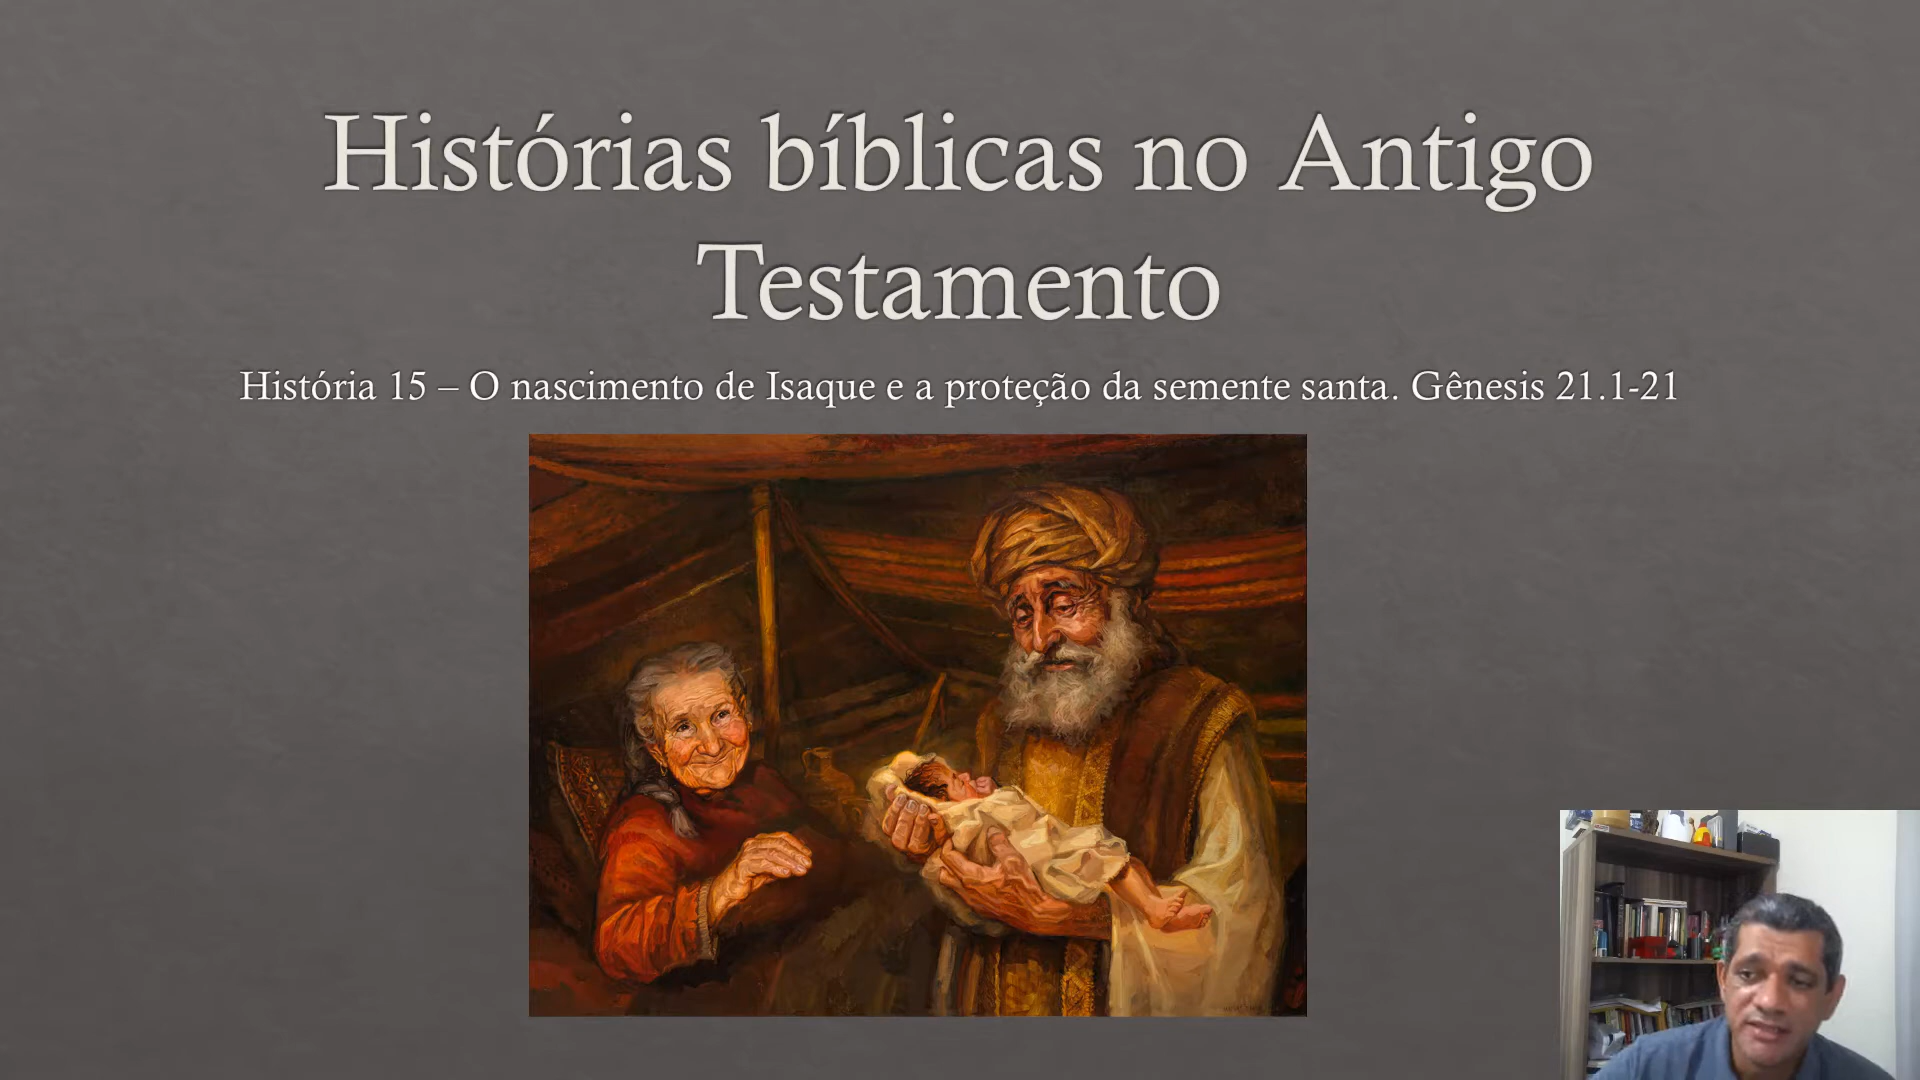 Histórias bíblicas no Antigo
Testamento
História 15 – O nascimento de Isaque e a proteção da semente santa. Gênesis 21.1-21